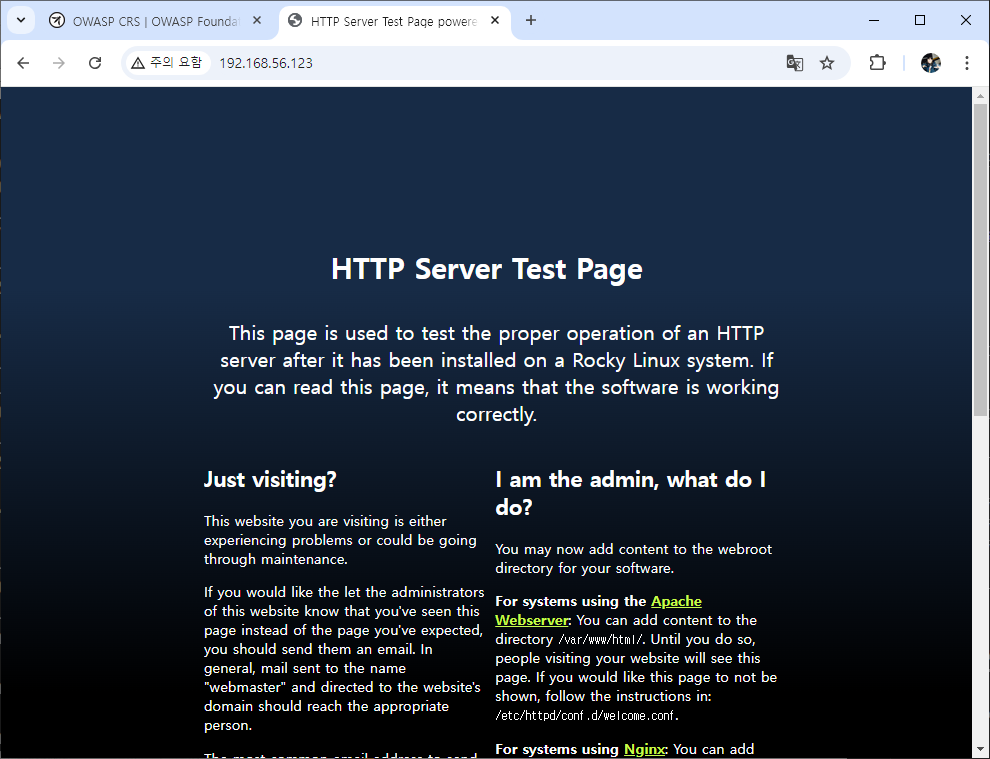 OWASP CRS | OWASP Founda
HTTP Server Test Page powere
주의 요함
192.168.56.123
HTTP Server Test Page
This page is used to test the proper operation of an HTTP
server after it has been installed on a Rocky Linux system. If
you can read this page, it means that the software is working
correctly.
Just visiting?
This website you are visiting is either
experiencing problems or could be going
through maintenance.
If you would like the let the administrators
of this website know that you've seen this
page instead of the page you've expected,
you should send them an email. In
general, mail sent to the name
"webmaster" and directed to the website's
domain should reach the appropriate
person.
The most common email address to send
I am the admin, what do I
do?
You may now add content to the webroot
directory for your software.
For systems using the Apache
Webserver: You can add content to the
directory /var/www/html/. Until you do so,
people visiting your website will see this
page. If you would like this page to not be
shown, follow the instructions in:
/etc/httpd/conf.d/welcome.conf.
For systems using Nginx: You can add